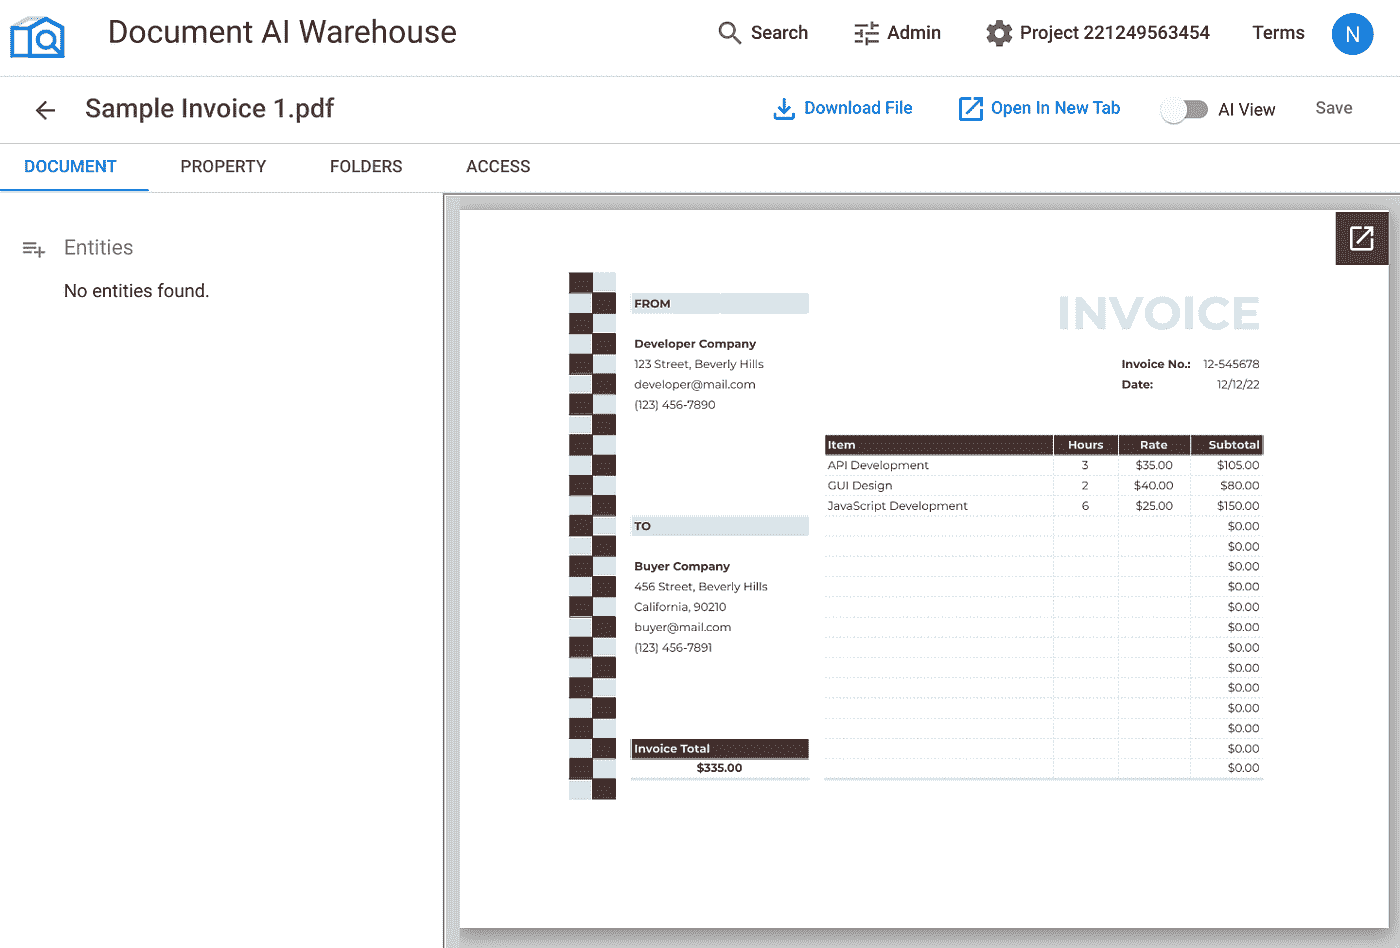 Document AI Warehouse
Search
Admin
Project 221249563454
Terms
N
Sample Invoice 1.pdf
Download File
Open In New Tab
AI View
Save
DOCUMENT
PROPERTY
FOLDERS
ACCESS
Entities
No entities found.
FROM
Developer Company
123 Street, Beverly Hills
developer@mail.com
(123) 456-7890
TO
Buyer Company
456 Street, Beverly Hills
California, 90210
buyer@mail.com
(123) 456-7891
Invoice Total
$335.00
INVOICE
Invoice No.: 12-545678
Date: 12/12/22
Item Hours Rate Subtotal
API Development 3 $35.00 $105.00
GUI Design 2 $40.00 $80.00
JavaScript Development 6 $25.00 $150.00
$0.00
$0.00
$0.00
$0.00
$0.00
$0.00
$0.00
$0.00
$0.00
$0.00
$0.00
$0.00
$0.00